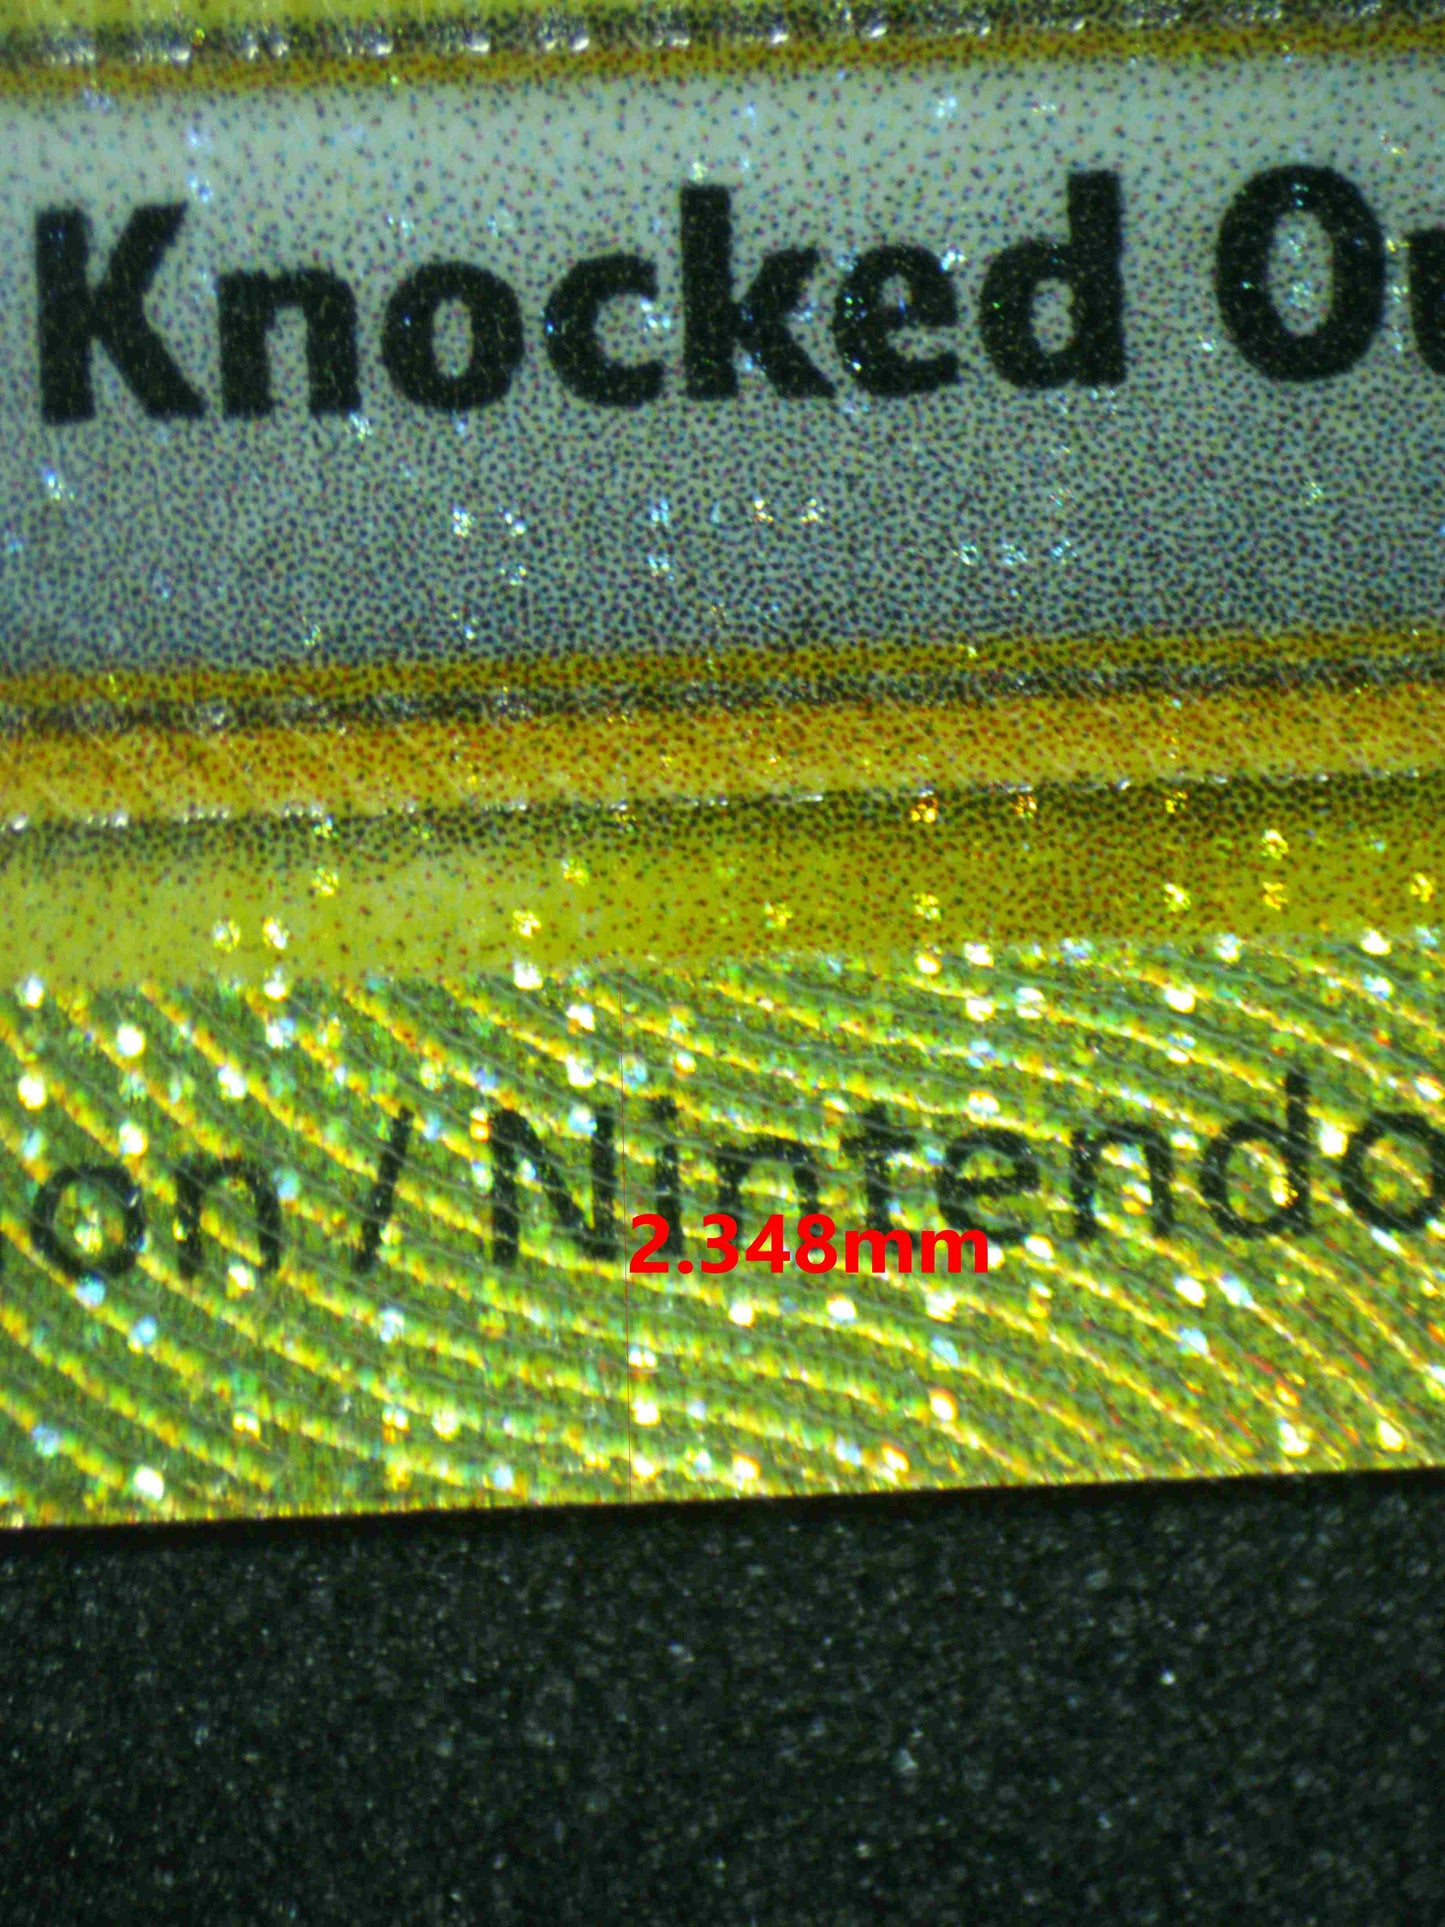 Knocked Ou
on / Nintendo
2.348mm